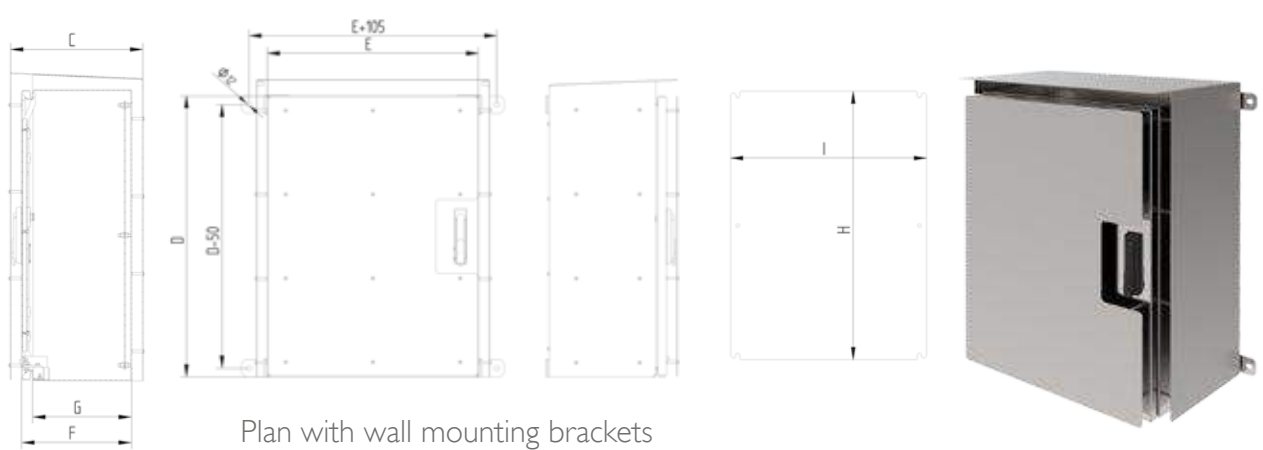 C
E+105
E
Ø12
D
D-50
I
H
G
F
Plan with wall mounting brackets